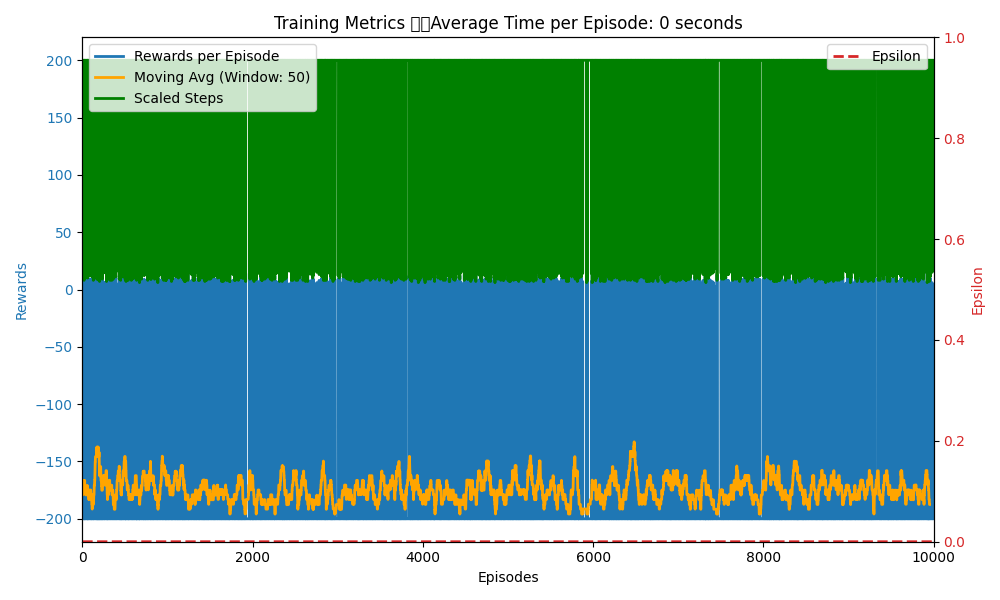 Training Metrics Average Time per Episode: 0 seconds
Rewards per Episode
Moving Avg (Window: 50)
Scaled Steps
Epsilon
200
150
100
50
0
−50
−100
−150
−200
Rewards
1.0
0.8
0.6
0.4
0.2
0.0
Epsilon
0 2000 4000 6000 8000 10000
Episodes